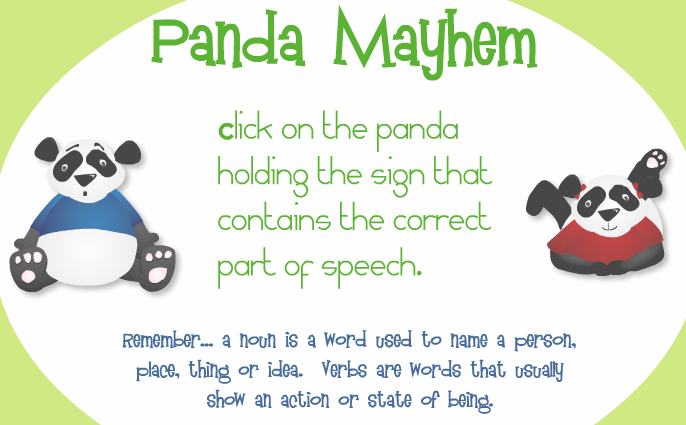 Panda Mayhem
Click on the panda
holding the sign that
contains the correct
part of speech.
Remember... a noun is a word used to name a person,
place, thing or idea. Verbs are words that usually
show an action or state of being.